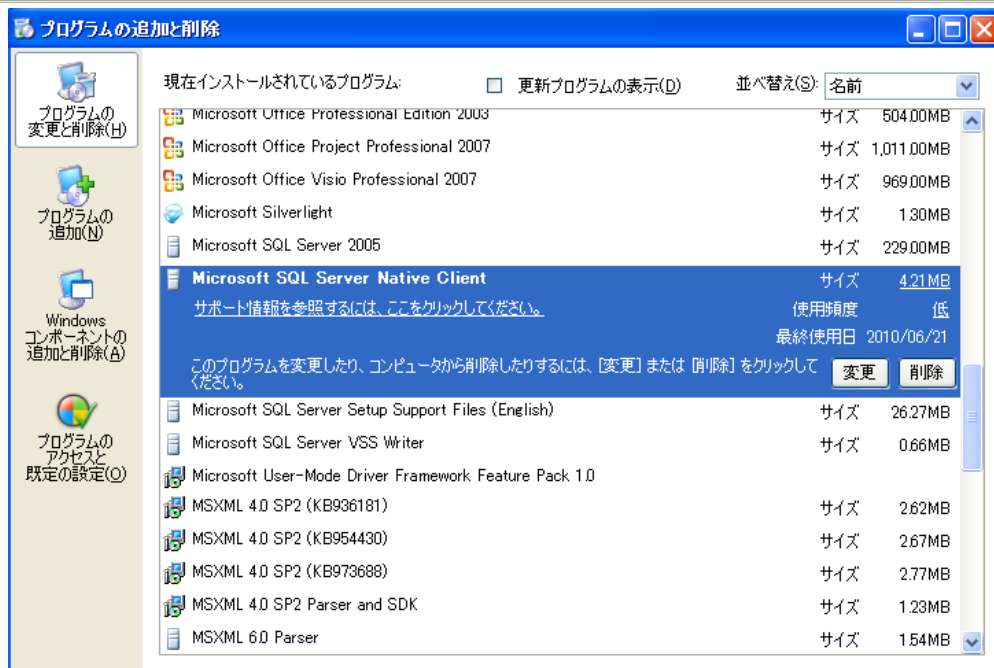 プログラムの追加と削除
現在インストールされているプログラム:
更新プログラムの表示(D)
並べ替え(S):
名前
プログラムの
変更と削除(H)
プログラムの
追加(N)
Windows
コンポーネントの
追加と削除(A)
プログラムの
アクセスと
既定の設定(O)
Microsoft Office Professional Edition 2003 サイズ 504.00MB
Microsoft Office Project Professional 2007 サイズ 1,011.00MB
Microsoft Office Visio Professional 2007 サイズ 969.00MB
Microsoft Silverlight サイズ 1.30MB
Microsoft SQL Server 2005 サイズ 229.00MB
Microsoft SQL Server Native Client サイズ 4.21MB
サポート情報を参照するには、ここをクリックしてください。 使用頻度 低
最終使用日 2010/06/21
このプログラムを変更したり、コンピュータから削除したりするには、[変更] または [削除] をクリックして
ください。
変更 削除
Microsoft SQL Server Setup Support Files (English) サイズ 26.27MB
Microsoft SQL Server VSS Writer サイズ 0.66MB
Microsoft User-Mode Driver Framework Feature Pack 1.0
MSXML 4.0 SP2 (KB936181) サイズ 2.62MB
MSXML 4.0 SP2 (KB954430) サイズ 2.67MB
MSXML 4.0 SP2 (KB973688) サイズ 2.77MB
MSXML 4.0 SP2 Parser and SDK サイズ 1.23MB
MSXML 6.0 Parser サイズ 1.54MB